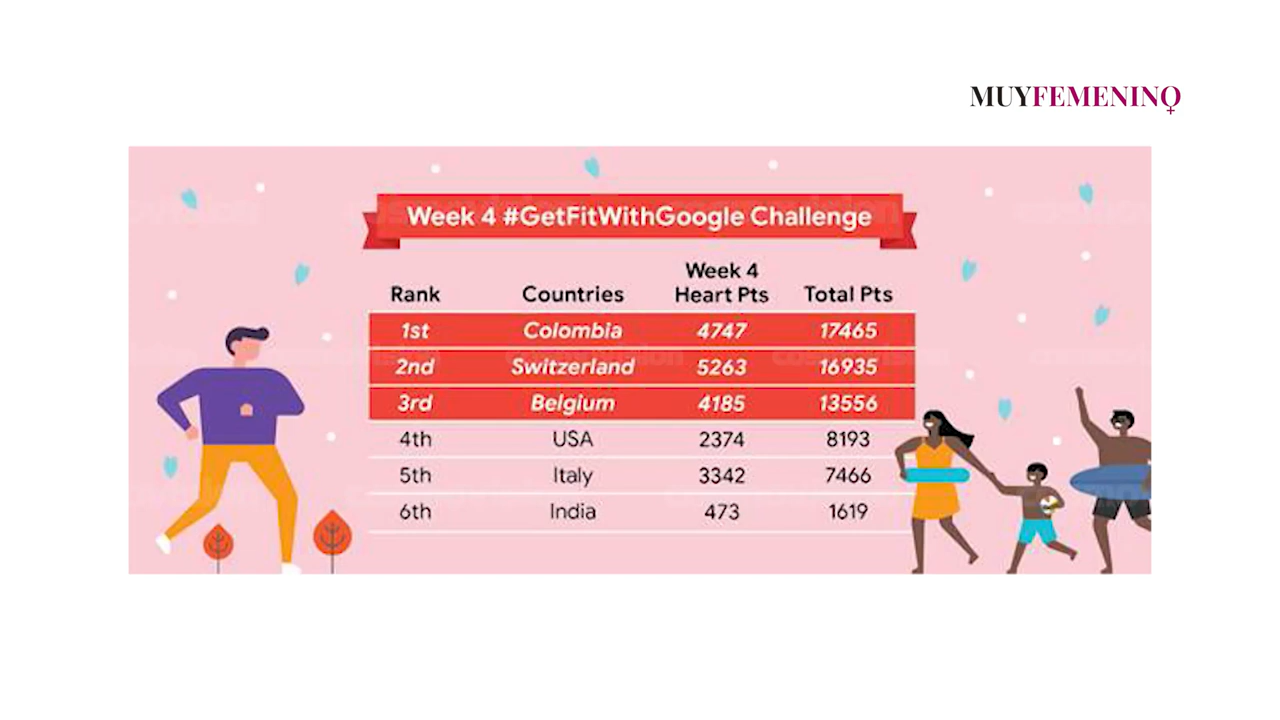 MUYFEMENINO
Week 4 #GetFitWithGoogle Challenge
Rank Countries Week 4 Heart Pts Total Pts
1st Colombia 4747 17465
2nd Switzerland 5263 16935
3rd Belgium 4185 13556
4th USA 2374 8193
5th Italy 3342 7466
6th India 473 1619